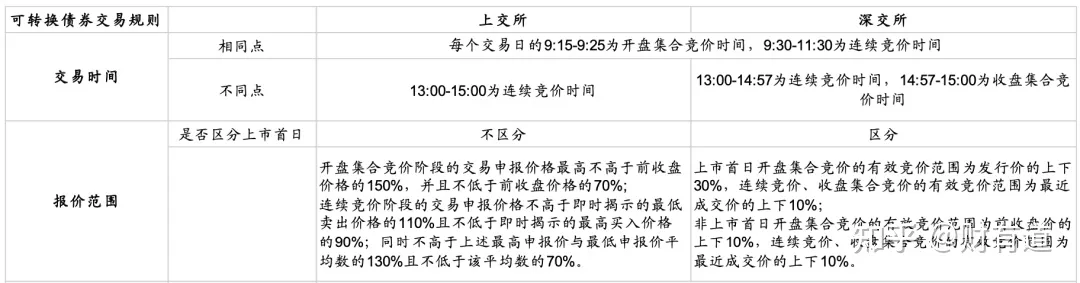 可转换债券交易规则 上交所 深交所
交易时间 相同点 每个交易日的9:15-9:25为开盘集合竞价时间，9:30-11:30为连续竞价时间
不同点 13:00-15:00为连续竞价时间 13:00-14:57为连续竞价时间，14:57-15:00为收盘集合竞
价时间
报价范围 是否区分上市首日 不区分 区分
开盘集合竞价阶段的交易申报价格最高不高于前收盘
价格的150%，并且不低于前收盘价格的70%；
连续竞价阶段的交易申报价格不高于即时揭示的最低
卖出价格的110%且不低于即时揭示的最高买入价格
的90%；同时不高于上述最高申报价与最低申报价平
均数的130%且不低于该平均数的70%。
上市首日开盘集合竞价的有效竞价范围为发行价的上下
30%，连续竞价、收盘集合竞价的有效竞价范围为最近
成交价的上下10%；
非上市首日开盘集合竞价的有效竞价范围为前收盘价的
上下10%，连续竞价、收盘集合竞价的有效竞价范围为
最近成交价的上下10%。
知乎 @财有道